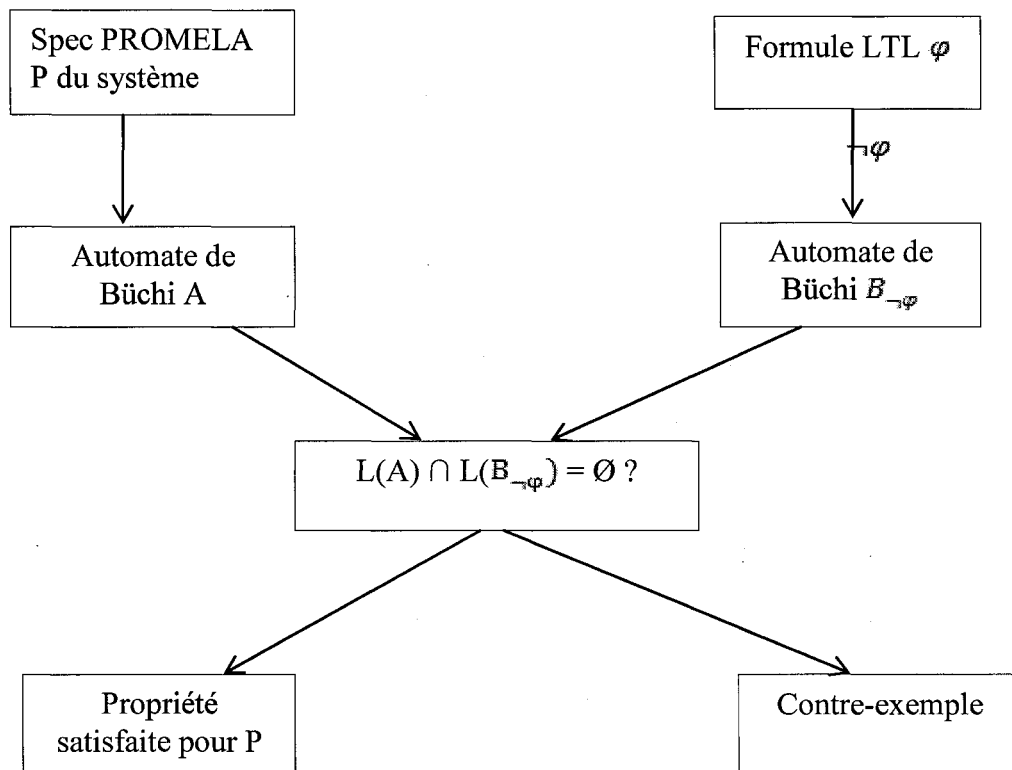 Spec PROMELA
P du système
Formule LTL φ
¬φ
Automate de
Büchi A
Automate de
Büchi B¬φ
L(A) ∩ L(B¬φ) = Ø ?
Propriété
satisfaite pour P
Contre-exemple